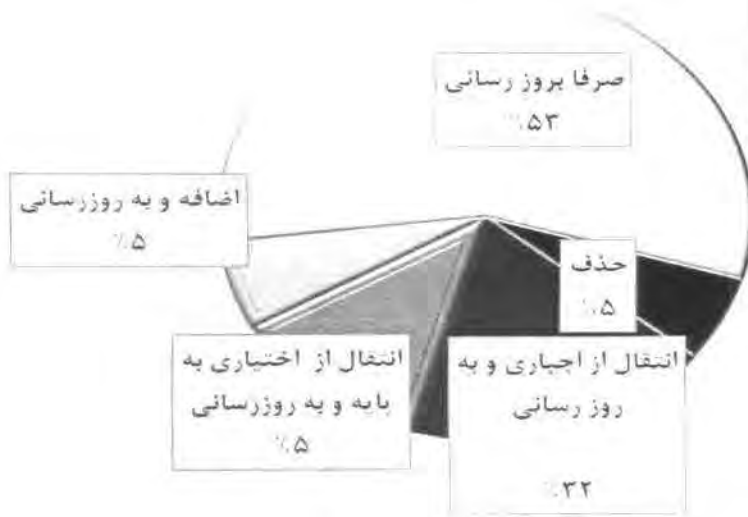 صرفا بروز رسانی
٪۵۳
اضافه و به روزرسانی
٪۵
حذف
٪۵
انتقال از اختیاری به
پایه و به روزرسانی
٪۵
انتقال از اجباری و به
روز رسانی
٪۳۲